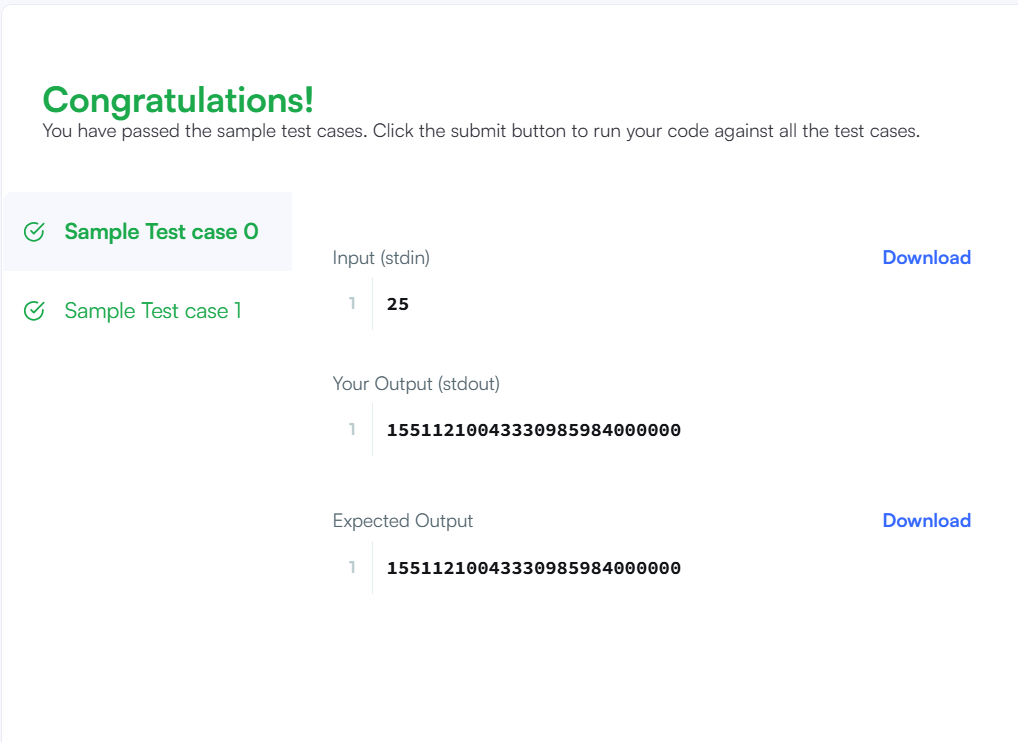 Congratulations!
You have passed the sample test cases. Click the submit button to run your code against all the test cases.
Sample Test case 0
Sample Test case 1
Input (stdin)
Download
1 25
Your Output (stdout)
1 15511210043330985984000000
Expected Output
Download
1 15511210043330985984000000